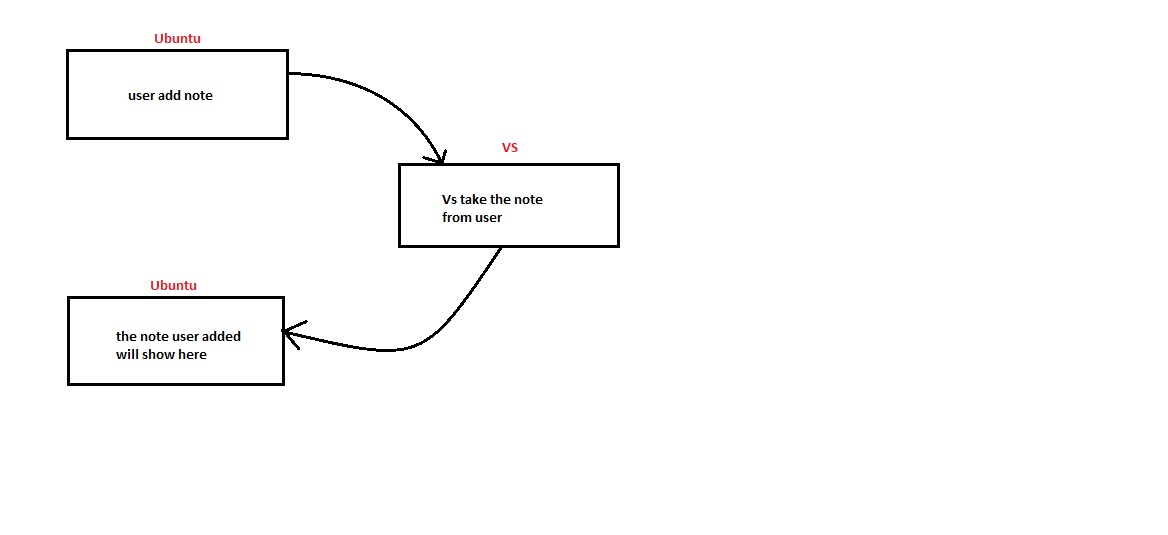 Ubuntu
user add note
VS
Vs take the note
from user
Ubuntu
the note user added
will show here